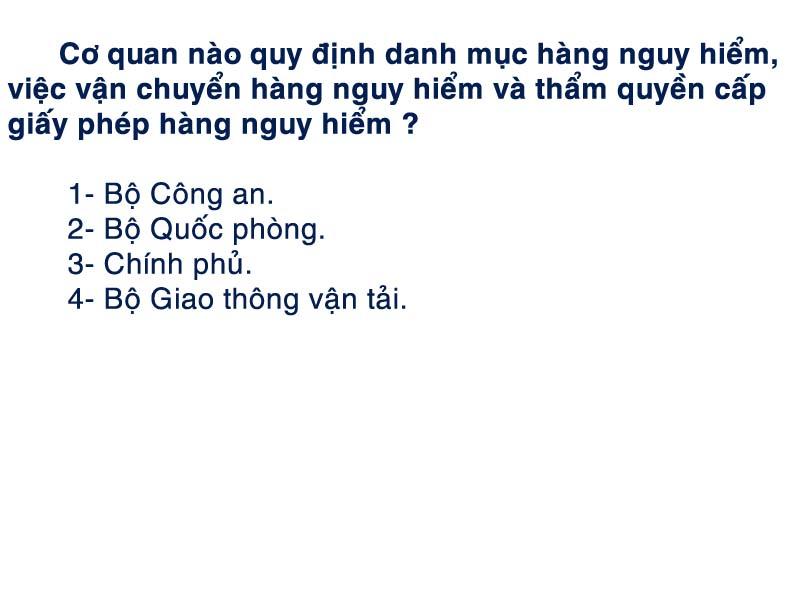 Cơ quan nào quy định danh mục hàng nguy hiểm,
việc vận chuyển hàng nguy hiểm và thẩm quyền cấp
giấy phép hàng nguy hiểm ?
1- Bộ Công an.
2- Bộ Quốc phòng.
3- Chính phủ.
4- Bộ Giao thông vận tải.